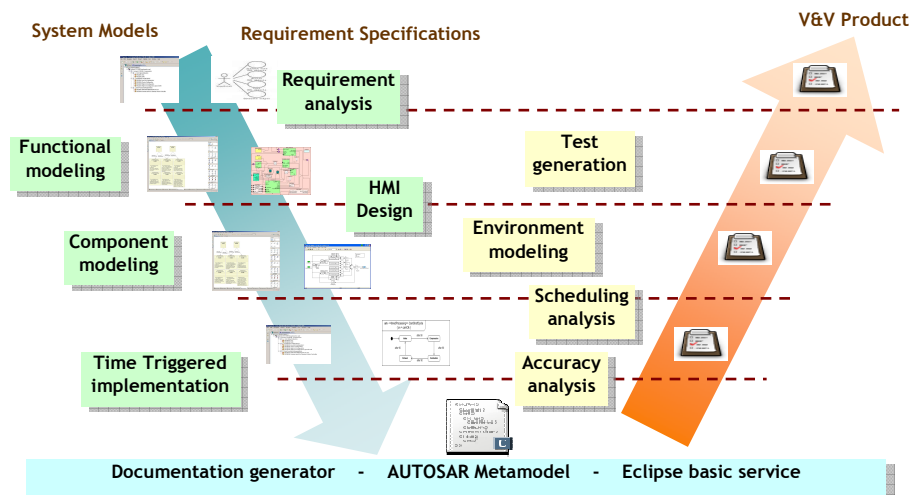 System Models
Requirement Specifications
V&V Product
Requirement
analysis
Functional
modeling
Test
generation
HMI
Design
Component
modeling
Environment
modeling
Scheduling
analysis
Time Triggered
implementation
Accuracy
analysis
Documentation generator - AUTOSAR Metamodel - Eclipse basic service